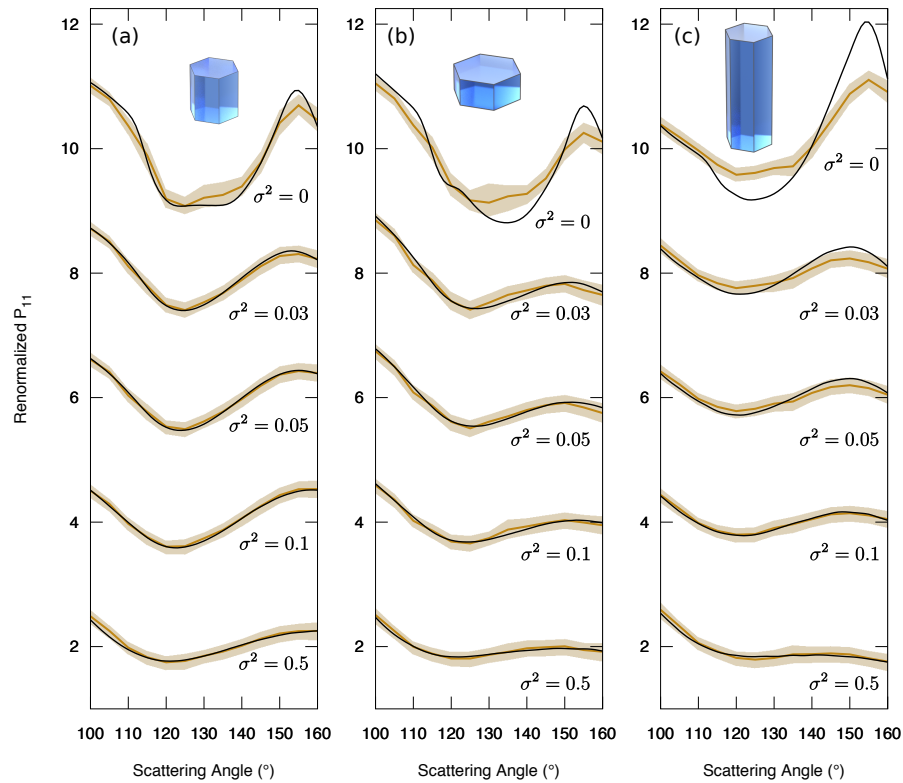 (a)
(b)
(c)
12
12
12
10
10
10
8
8
8
6
6
6
4
4
4
2
2
2
Renormalized P₁₁
σ² = 0
σ² = 0.03
σ² = 0.05
σ² = 0.1
σ² = 0.5
σ² = 0
σ² = 0.03
σ² = 0.05
σ² = 0.1
σ² = 0.5
σ² = 0
σ² = 0.03
σ² = 0.05
σ² = 0.1
σ² = 0.5
100 110 120 130 140 150 160
100 110 120 130 140 150 160
100 110 120 130 140 150 160
Scattering Angle (°)
Scattering Angle (°)
Scattering Angle (°)